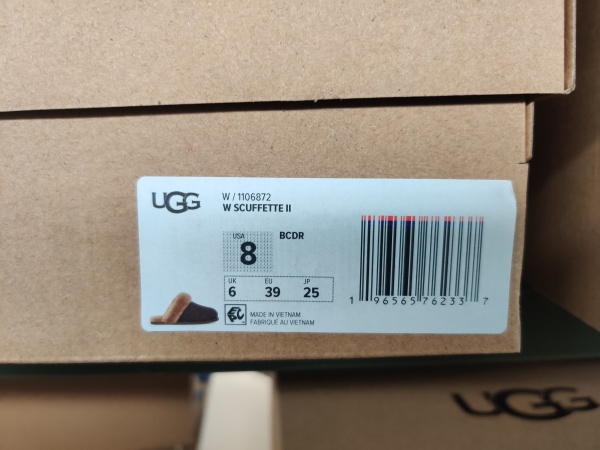 UGG
W / 1106872
W SCUFFETTE II
USA
8
BCDR
UK EU JP
6 39 25
MADE IN VIETNAM
FABRIQUÉ AU VIETNAM
1 96565 76233 7
UGG